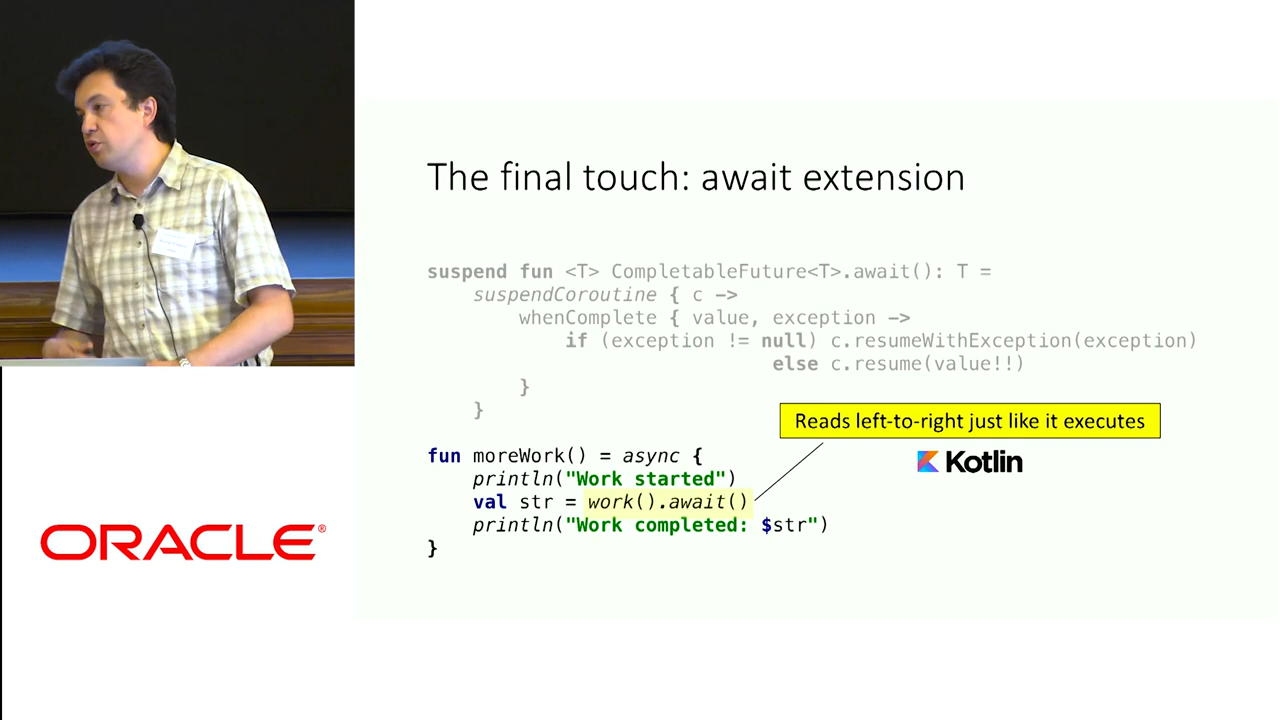 The final touch: await extension
suspend fun <T> CompletableFuture<T>.await(): T =
suspendCoroutine { c ->
whenComplete { value, exception ->
if (exception != null) c.resumeWithException(exception)
else c.resume(value!!)
}
}
Reads left-to-right just like it executes
Kotlin
fun moreWork() = async {
println("Work started")
val str = work().await()
println("Work completed: $str")
}
ORACLE®